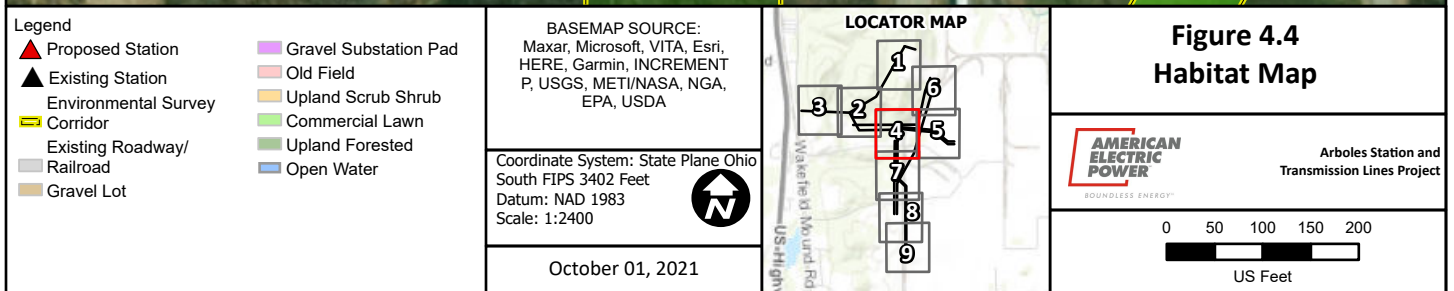 Legend
Proposed Station
Existing Station
Environmental Survey
Corridor
Existing Roadway/
Railroad
Gravel Lot
Gravel Substation Pad
Old Field
Upland Scrub Shrub
Commercial Lawn
Upland Forested
Open Water
BASEMAP SOURCE:
Maxar, Microsoft, VITA, Esri,
HERE, Garmin, INCREMENT
P, USGS, METI/NASA, NGA,
EPA, USDA
Coordinate System: State Plane Ohio
South FIPS 3402 Feet
Datum: NAD 1983
Scale: 1:2400
N
October 01, 2021
LOCATOR MAP
d
1
6
3
2
4
5
7
8
9
Wakefield Mound Rd
US-Highw
Figure 4.4
Habitat Map
AMERICAN
ELECTRIC
POWER
BOUNDLESS ENERGY"
Arboles Station and
Transmission Lines Project
0 50 100 150 200
US Feet